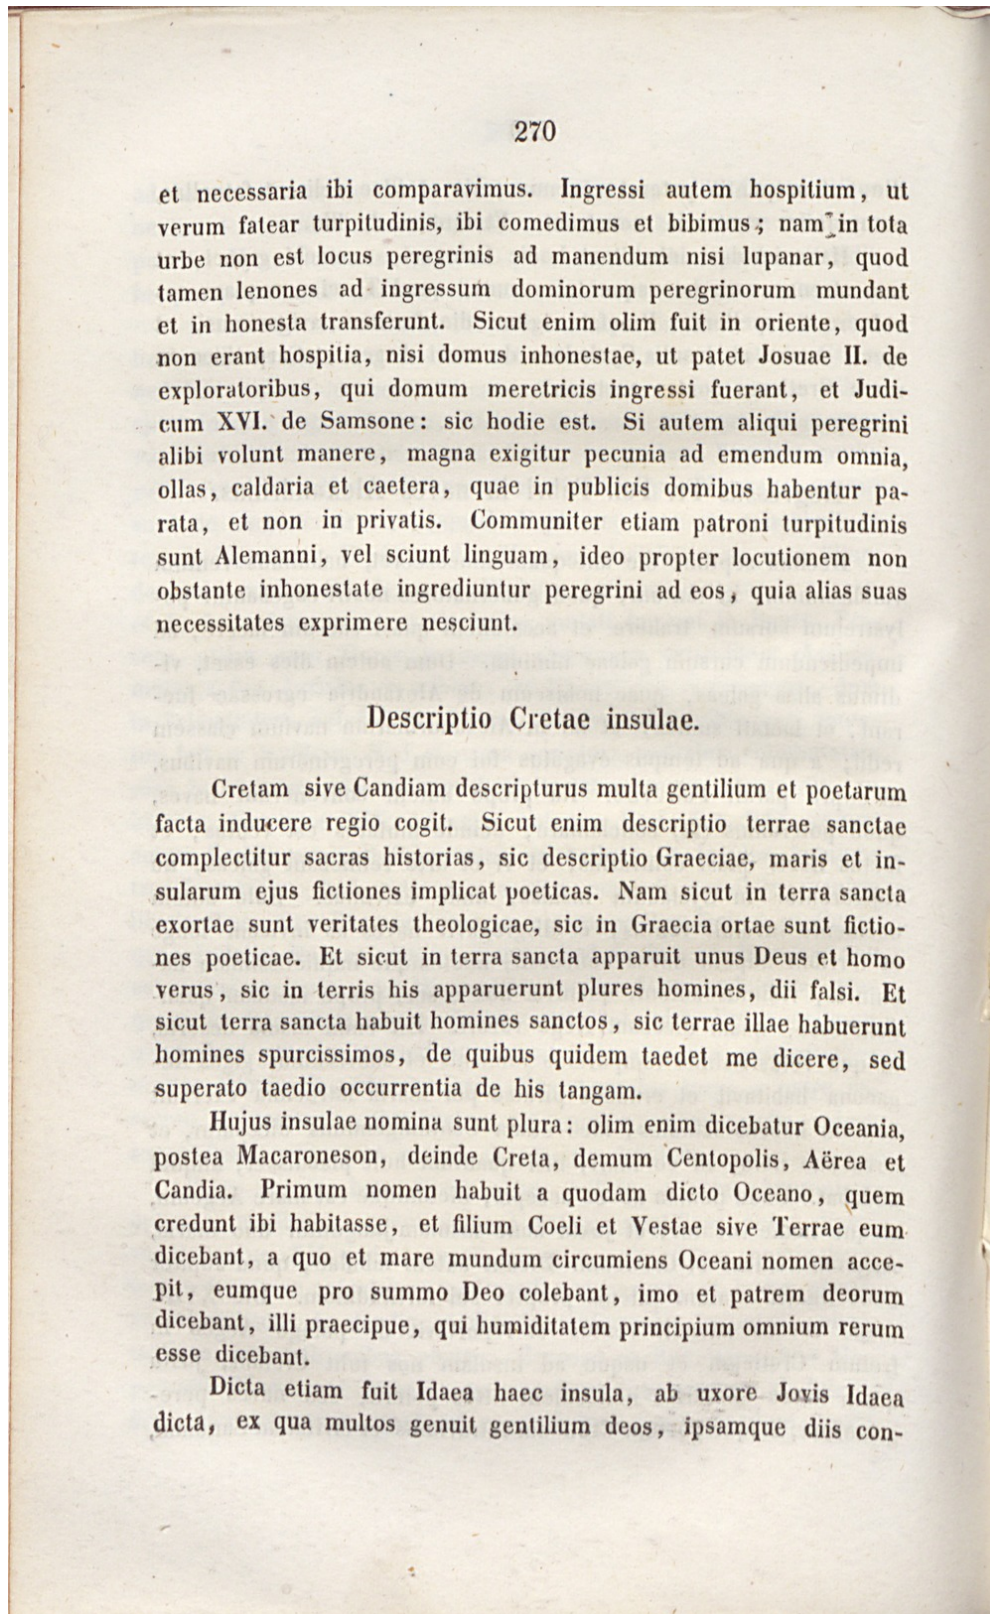 270
et necessaria ibi comparavimus. Ingressi autem hospitium, ut
verum fatear turpitudinis, ibi comedimus et bibimus; nam in tota
urbe non est locus peregrinis ad manendum nisi lupanar, quod
tamen lenones ad ingressum dominorum peregrinorum mundant
et in honesta transferunt. Sicut enim olim fuit in oriente, quod
non erant hospitia, nisi domus inhonestae, ut patet Josuae II. de
exploratoribus, qui domum meretricis ingressi fuerant, et Judi-
cum XVI. de Samsone: sic hodie est. Si autem aliqui peregrini
alibi volunt manere, magna exigitur pecunia ad emendum omnia,
ollas, caldaria et caetera, quae in publicis domibus habentur pa-
rata, et non in privatis. Communiter etiam patroni turpitudinis
sunt Alemanni, vel sciunt linguam, ideo propter locutionem non
obstante inhonestate ingrediuntur peregrini ad eos, quia alias suas
necessitates exprimere nesciunt.
Descriptio Cretae insulae.
Cretam sive Candiam descripturus multa gentilium et poetarum
facta inducere regio cogit. Sicut enim descriptio terrae sanctae
complectitur sacras historias, sic descriptio Graeciae, maris et in-
sularum ejus fictiones implicat poeticas. Nam sicut in terra sancta
exortae sunt veritates theologicae, sic in Graecia ortae sunt fictio-
nes poeticae. Et sicut in terra sancta apparuit unus Deus et homo
verus, sic in terris his apparuerunt plures homines, dii falsi. Et
sicut terra sancta habuit homines sanctos, sic terrae illae habuerunt
homines spurcissimos, de quibus quidem taedet me dicere, sed
superato taedio occurrentia de his tangam.
Hujus insulae nomina sunt plura: olim enim dicebatur Oceania,
postea Macaroneson, deinde Creta, demum Centopolis, Aërea et
Candia. Primum nomen habuit a quodam dicto Oceano, quem
credunt ibi habitasse, et filium Coeli et Vestae sive Terrae eum
dicebant, a quo et mare mundum circumiens Oceani nomen acce-
pit, eumque pro summo Deo colebant, imo et patrem deorum
dicebant, illi praecipue, qui humiditatem principium omnium rerum
esse dicebant.
Dicta etiam fuit Idaea haec insula, ab uxore Jovis Idaea
dicta, ex qua multos genuit gentilium deos, ipsamque diis con-